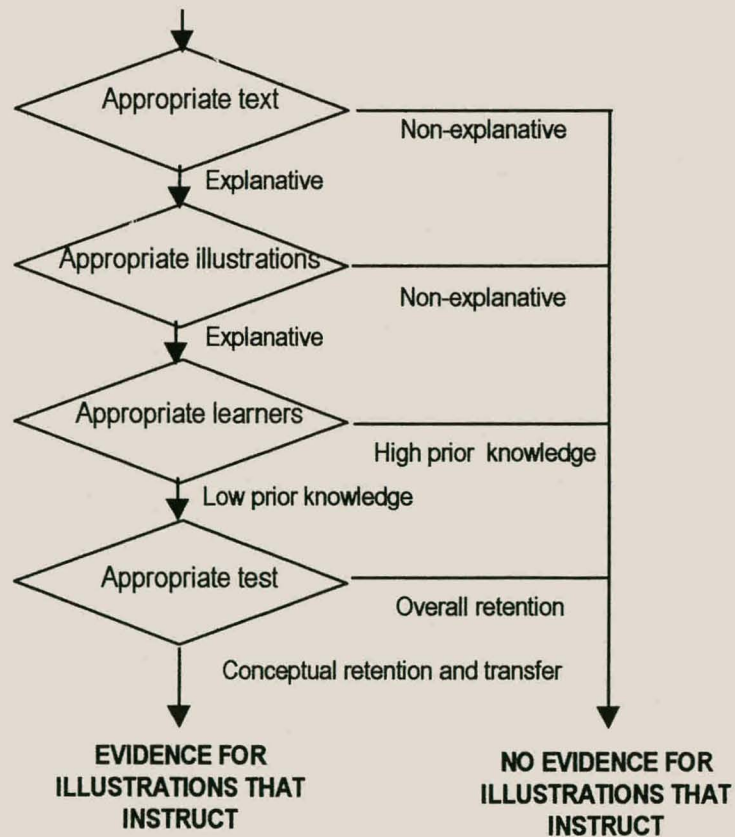 Appropriate text
Non-explanative
Explanative
Appropriate illustrations
Non-explanative
Explanative
Appropriate learners
High prior knowledge
Low prior knowledge
Appropriate test
Overall retention
Conceptual retention and transfer
EVIDENCE FOR
ILLUSTRATIONS THAT
INSTRUCT
NO EVIDENCE FOR
ILLUSTRATIONS THAT
INSTRUCT